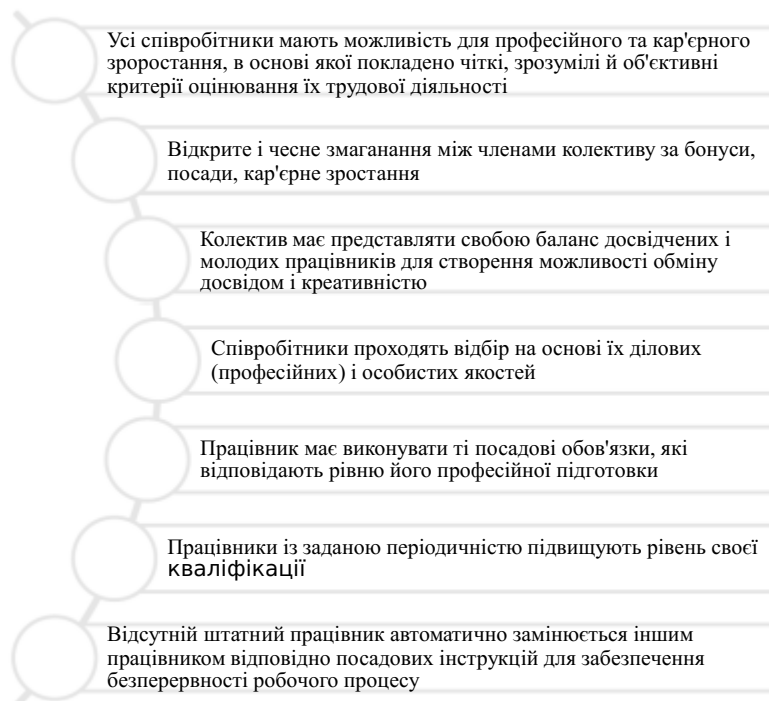 Усі співробітники мають можливість для професійного та кар'єрного
зроростання, в основі якої покладено чіткі, зрозумілі й об'єктивні
критерії оцінювання їх трудової діяльності
Відкрите і чесне змаганання між членами колективу за бонуси,
посади, кар'єрне зростання
Колектив має представляти свобою баланс досвідчених і
молодих працівників для створення можливості обміну
досвідом і креативністю
Співробітники проходять відбір на основі їх ділових
(професійних) і особистих якостей
Працівник має виконувати ті посадові обов'язки, які
відповідають рівню його професійної підготовки
Працівники із заданою періодичністю підвищують рівень своєї
кваліфікації
Відсутній штатний працівник автоматично замінюється іншим
працівником відповідно посадових інструкцій для забезпечення
безперервності робочого процесу